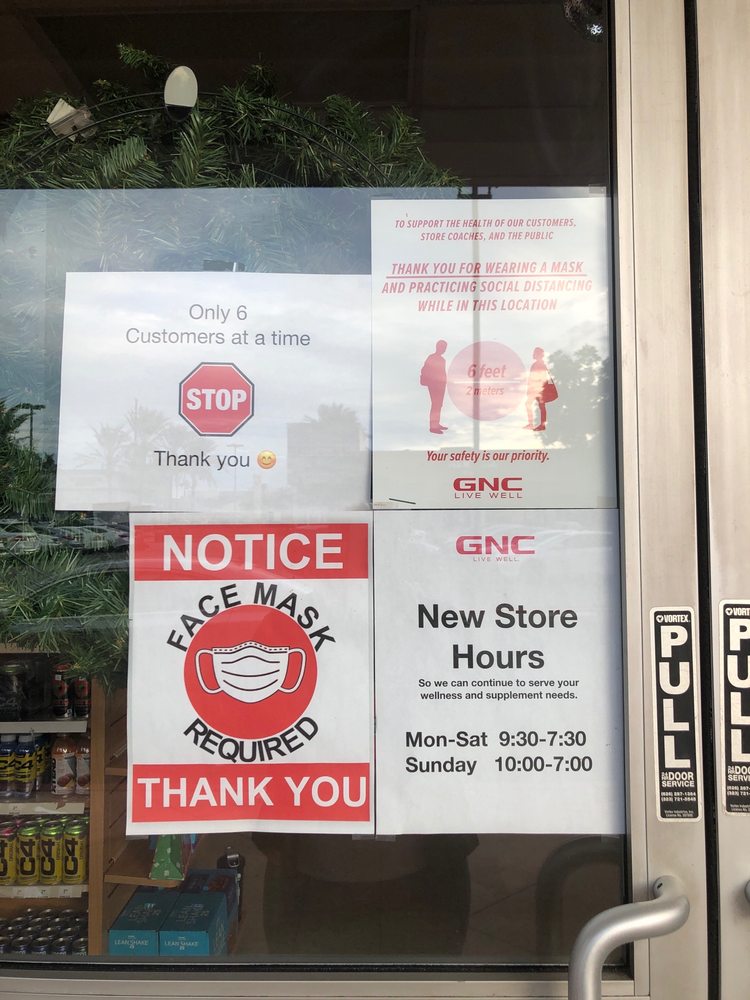 Only 6
Customers at a time
STOP
Thank you 😊
TO SUPPORT THE HEALTH OF OUR CUSTOMERS,
STORE COACHES, AND THE PUBLIC
THANK YOU FOR WEARING A MASK
AND PRACTICING SOCIAL DISTANCING
WHILE IN THIS LOCATION
6 feet
2 meters
Your safety is our priority.
GNC
LIVE WELL
NOTICE
FACE MASK
REQUIRED
THANK YOU
GNC
LIVE WELL
New Store
Hours
So we can continue to serve your
wellness and supplement needs.
Mon-Sat 9:30-7:30
Sunday 10:00-7:00
VORTEX
PULL
DOOR
SERVICE
VORT
PULL
C4
C4
C4
LEAN SHAKE
LEAN SHAKE